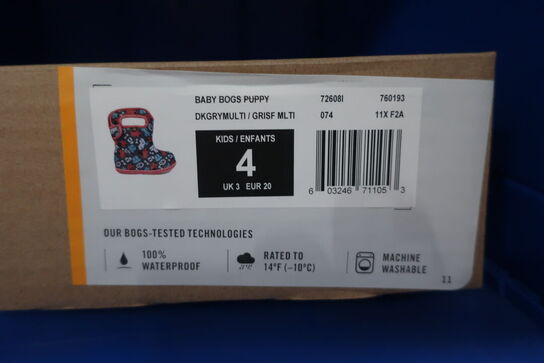 BABY BOGS PUPPY 72608I 760193
DKGRYMULTI / GRISF MLTI 074 11X F2A
KIDS / ENFANTS
4
UK 3 EUR 20
6 03246 71105 3
OUR BOGS-TESTED TECHNOLOGIES
100%
WATERPROOF
RATED TO
14°F (–10°C)
MACHINE
WASHABLE
11